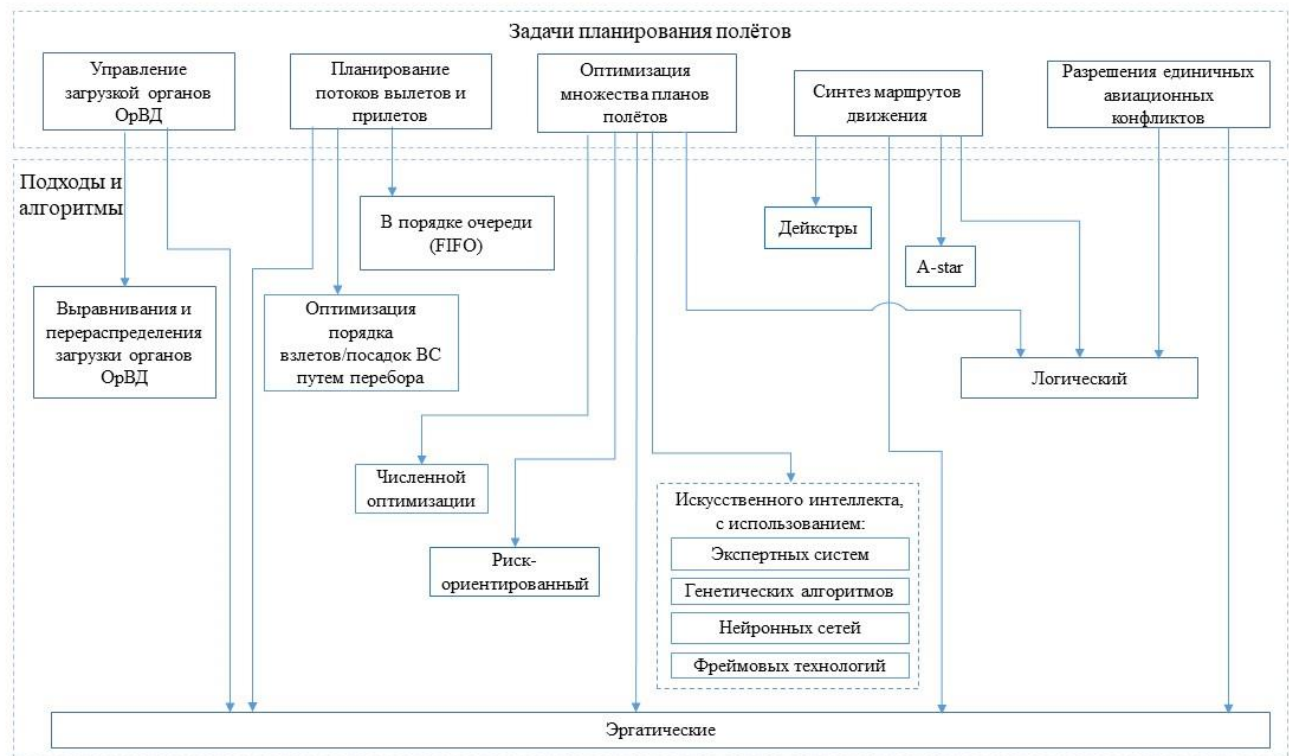 Задачи планирования полётов
Управление
загрузкой органов
ОрВД
Планирование
потоков вылетов и
прилетов
Оптимизация
множества планов
полётов
Синтез маршрутов
движения
Разрешения единичных
авиационных
конфликтов
Подходы и
алгоритмы
В порядке очереди
(FIFO)
Дейкстры
A-star
Выравнивания и
перераспределения
загрузки органов
ОрВД
Оптимизация
порядка
взлетов/посадок ВС
путем перебора
Логический
Численной
оптимизации
Риск-
ориентированный
Искусственного интеллекта,
с использованием:
Экспертных систем
Генетических алгоритмов
Нейронных сетей
Фреймовых технологий
Эргатические